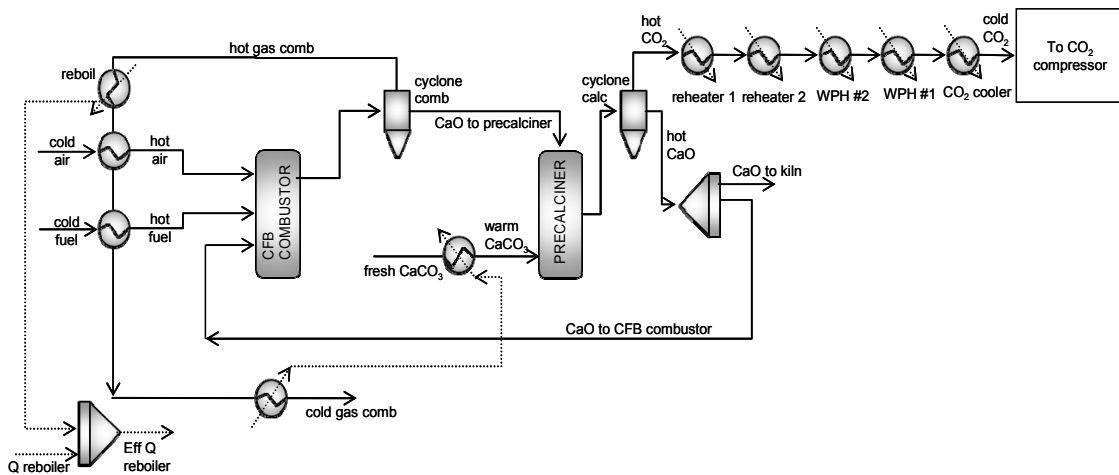 hot gas comb
reboil
cold
air
hot
air
cold
fuel
hot
fuel
CFB
COMBUSTOR
cyclone
comb
CaO to precalciner
PRECALCINER
warm
CaCO3
fresh CaCO3
cyclone
calc
hot
CO2
hot
CaO
CaO to kiln
reheater 1
reheater 2
WPH #2
WPH #1
CO2 cooler
cold
CO2
To CO2
compressor
CaO to CFB combustor
cold gas comb
Q reboiler
Eff Q
reboiler